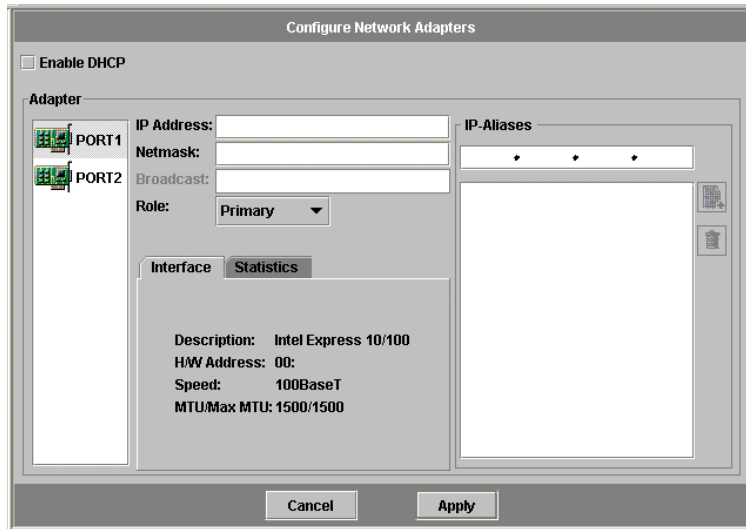 Configure Network Adapters
Enable DHCP
Adapter
PORT1
PORT2
IP Address:
Netmask:
Broadcast:
Role: Primary
Interface Statistics
Description: Intel Express 10/100
H/W Address: 00:
Speed: 100BaseT
MTU/Max MTU: 1500/1500
IP-Aliases
. . .
Cancel Apply